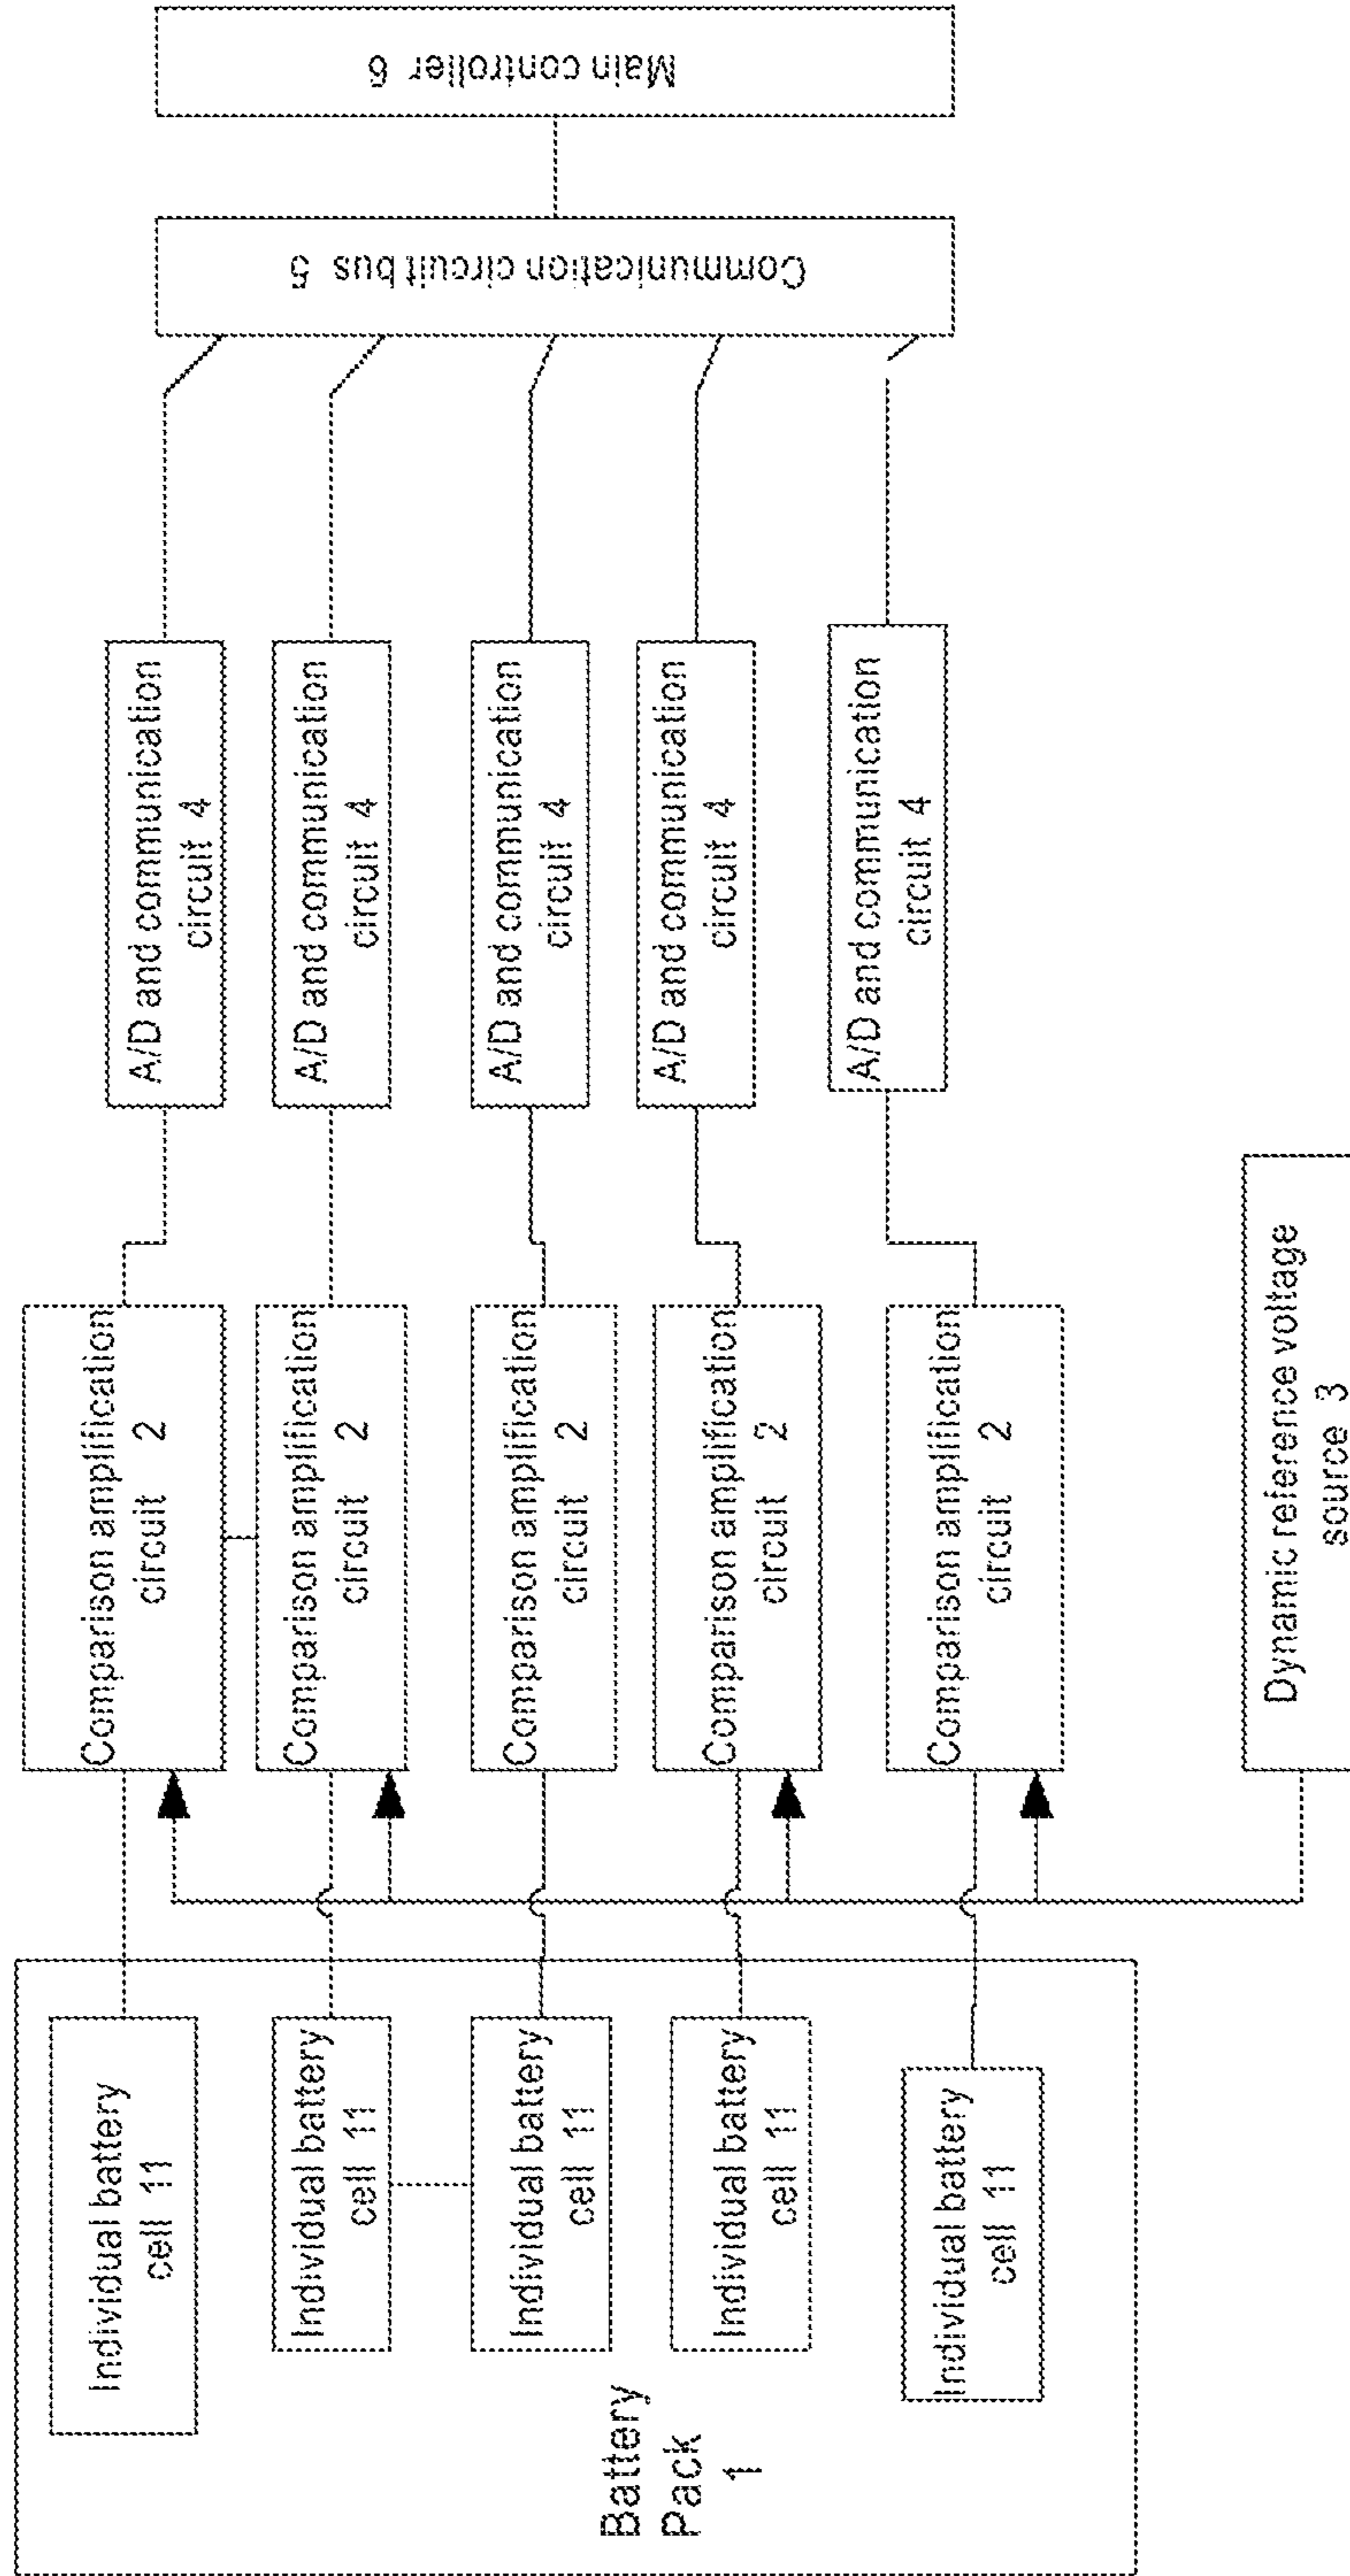 Individual battery
cell 11
Comparison amplification
circuit 2
A/D and communication
circuit 4
Individual battery
cell 11
Comparison amplification
circuit 2
A/D and communication
circuit 4
Individual battery
cell 11
Comparison amplification
circuit 2
A/D and communication
circuit 4
Individual battery
cell 11
Comparison amplification
circuit 2
A/D and communication
circuit 4
Individual battery
cell 11
Comparison amplification
circuit 2
A/D and communication
circuit 4
Battery
Pack
1
Dynamic reference voltage
source 3
Communication circuit bus 5
Main controller 6